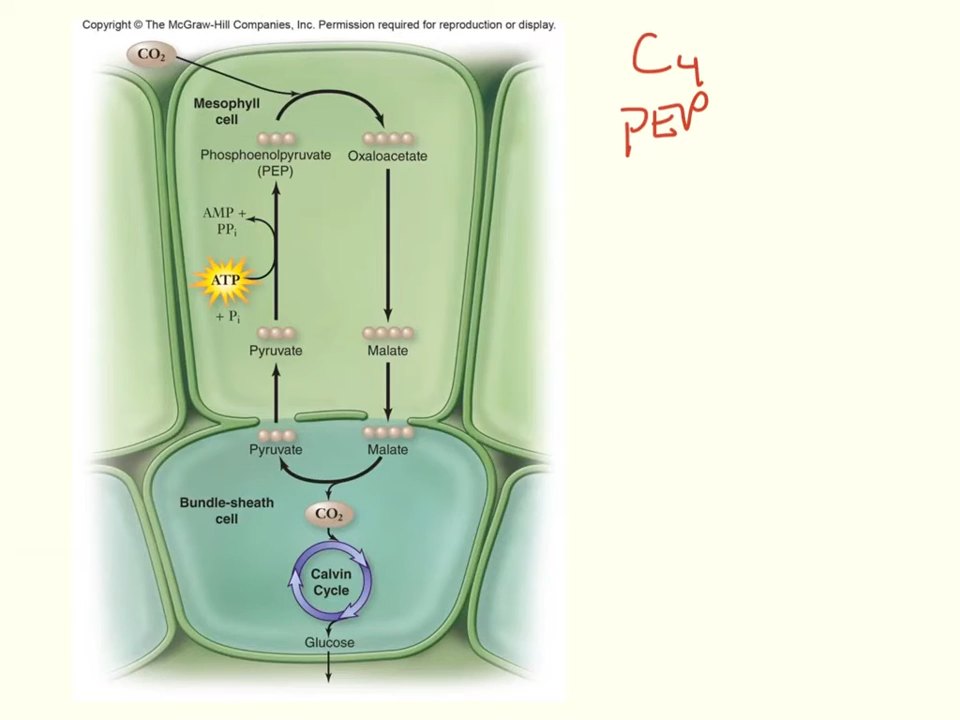 Copyright © The McGraw-Hill Companies, Inc. Permission required for reproduction or display.
CO₂
Mesophyll
cell
Phosphoenolpyruvate
(PEP)
Oxaloacetate
AMP +
PPᵢ
ATP
+ Pᵢ
Pyruvate
Malate
Pyruvate
Malate
Bundle-sheath
cell
CO₂
Calvin
Cycle
Glucose
C₄
PEP